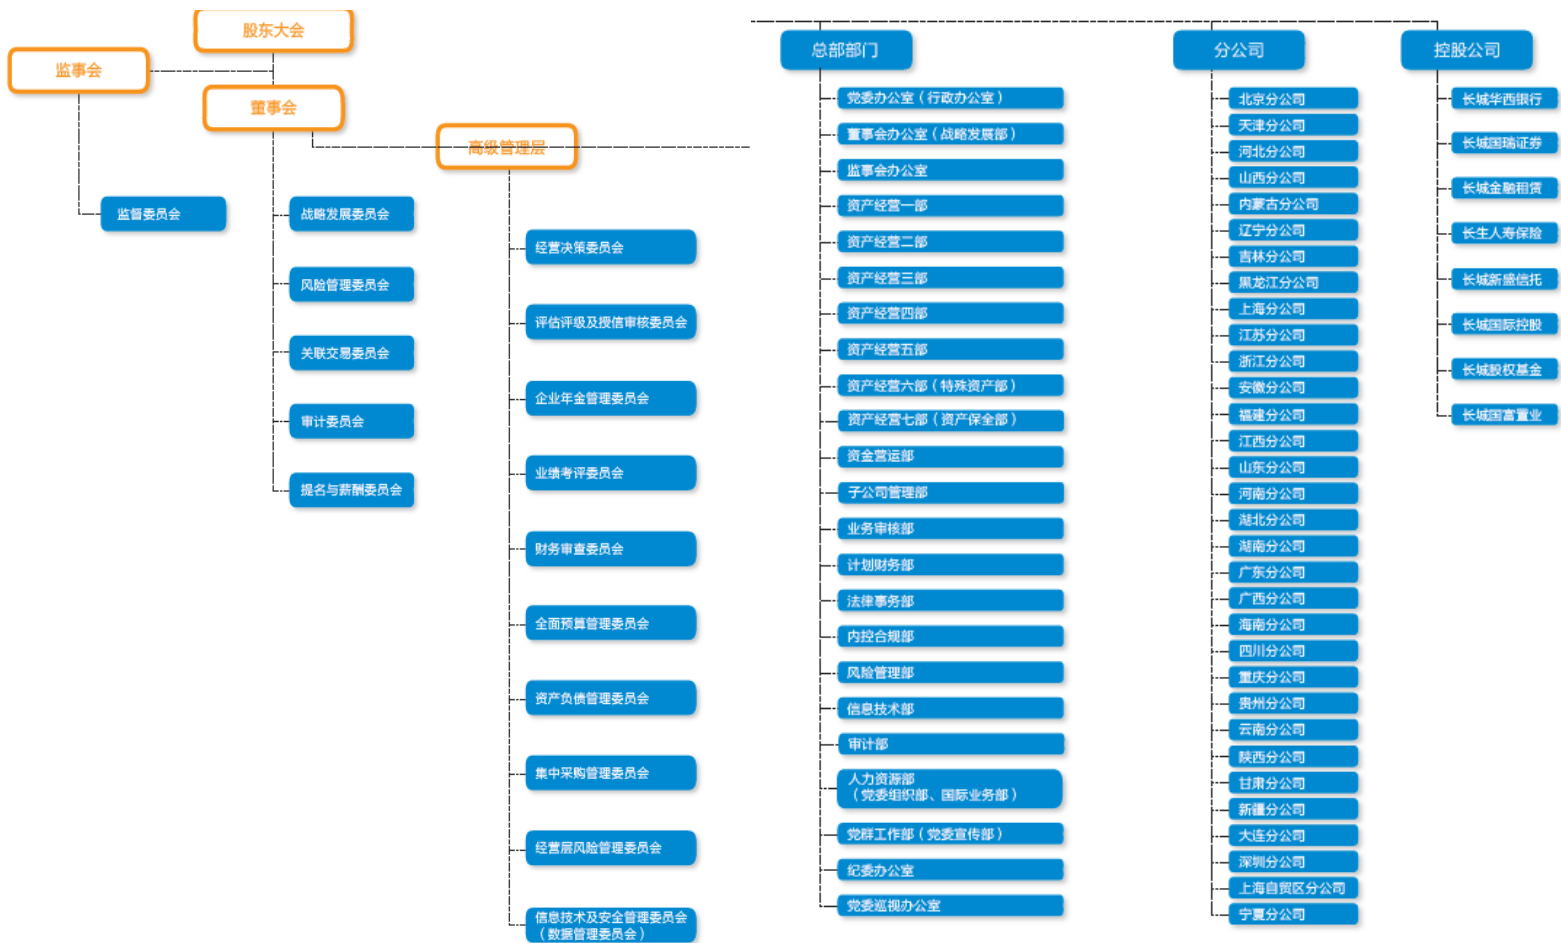 股东大会
监事会
董事会
高级管理层
监督委员会
战略发展委员会
风险管理委员会
关联交易委员会
审计委员会
提名与薪酬委员会
经营决策委员会
评估评级及授信审核委员会
企业年金管理委员会
业绩考评委员会
财务审查委员会
全面预算管理委员会
资产负债管理委员会
集中采购管理委员会
经营层风险管理委员会
信息技术及安全管理委员会
（数据管理委员会）
总部部门
党委办公室（行政办公室）
董事会办公室（战略发展部）
监事会办公室
资产经营一部
资产经营二部
资产经营三部
资产经营四部
资产经营五部
资产经营六部（特殊资产部）
资产经营七部（资产保全部）
资金营运部
子公司管理部
业务审核部
计划财务部
法律事务部
内控合规部
风险管理部
信息技术部
审计部
人力资源部
（党委组织部、国际业务部）
党群工作部（党委宣传部）
纪委办公室
党委巡视办公室
分公司
北京分公司
天津分公司
河北分公司
山西分公司
内蒙古分公司
辽宁分公司
吉林分公司
黑龙江分公司
上海分公司
江苏分公司
浙江分公司
安徽分公司
福建分公司
江西分公司
山东分公司
河南分公司
湖北分公司
湖南分公司
广东分公司
广西分公司
海南分公司
四川分公司
重庆分公司
贵州分公司
云南分公司
陕西分公司
甘肃分公司
新疆分公司
大连分公司
深圳分公司
上海自贸区分公司
宁夏分公司
控股公司
长城华西银行
长城国瑞证券
长城金融租赁
长生人寿保险
长城新盛信托
长城国际控股
长城股权基金
长城国富置业